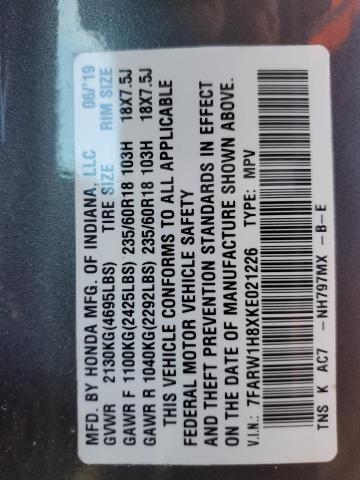 MFD. BY HONDA MFG. OF INDIANA, LLC 06/'19
GVWR 2130KG(4695LBS) TIRE SIZE RIM SIZE
GAWR F 1100KG(2425LBS) 235/60R18 103H 18X7.5J
GAWR R 1040KG(2292LBS) 235/60R18 103H 18X7.5J
THIS VEHICLE CONFORMS TO ALL APPLICABLE
FEDERAL MOTOR VEHICLE SAFETY
AND THEFT PREVENTION STANDARDS IN EFFECT
ON THE DATE OF MANUFACTURE SHOWN ABOVE.
V.I.N.: 7FARW1H8XKE021226 TYPE: MPV
TNS K AC7 -NH797MX -B-E